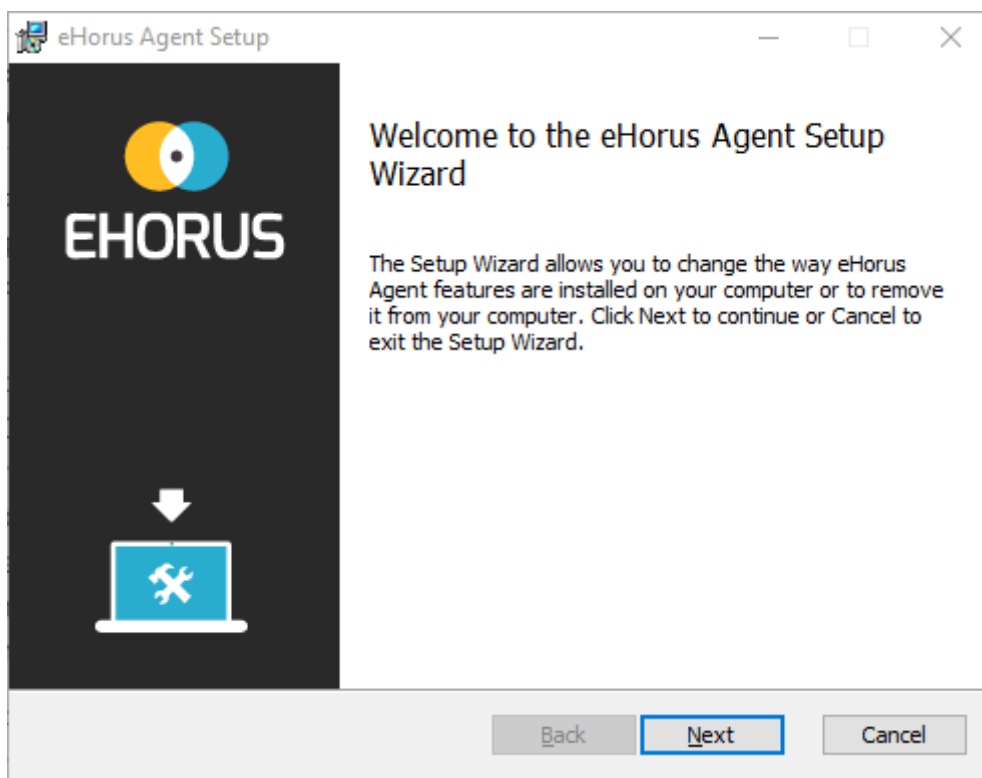 eHorus Agent Setup
EHORUS
Welcome to the eHorus Agent Setup
Wizard
The Setup Wizard allows you to change the way eHorus
Agent features are installed on your computer or to remove
it from your computer. Click Next to continue or Cancel to
exit the Setup Wizard.
Back Next Cancel